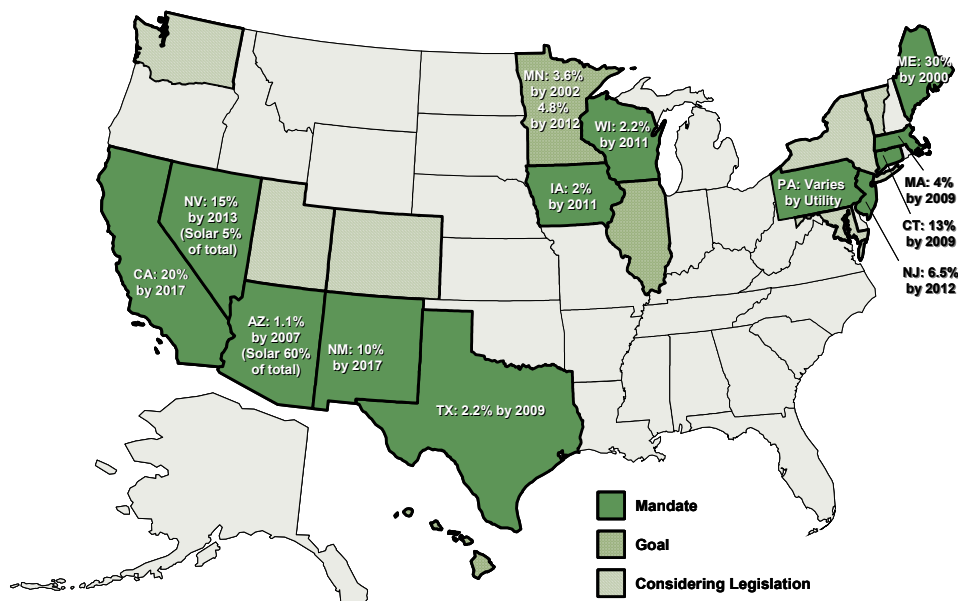 ME: 30%
by 2000
MN: 3.6%
by 2002
4.8%
by 2012
WI: 2.2%
by 2011
IA: 2%
by 2011
PA: Varies
by Utility
MA: 4%
by 2009
CT: 13%
by 2009
NJ: 6.5%
by 2012
NV: 15%
by 2013
(Solar 5%
of total)
CA: 20%
by 2017
AZ: 1.1%
by 2007
(Solar 60%
of total)
NM: 10%
by 2017
TX: 2.2% by 2009
Mandate
Goal
Considering Legislation